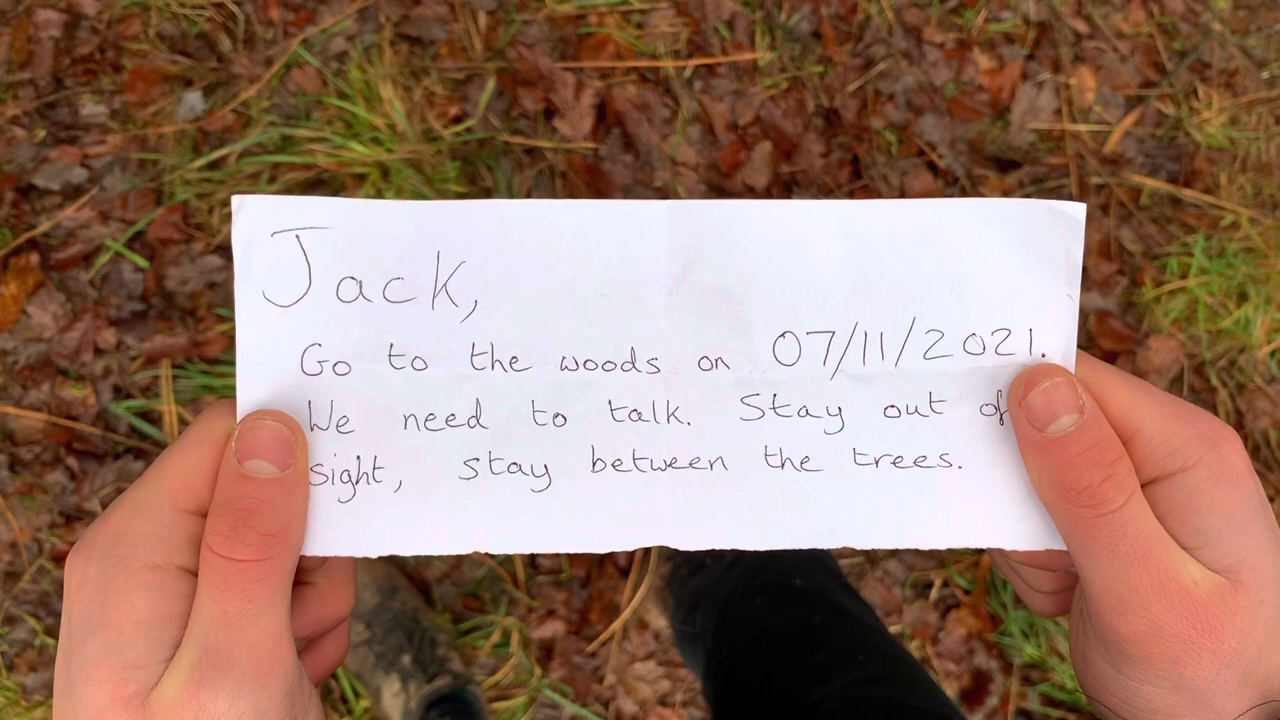 Jack,
Go to the woods on 07/11/2021.
We need to talk. Stay out of
sight, stay between the trees.